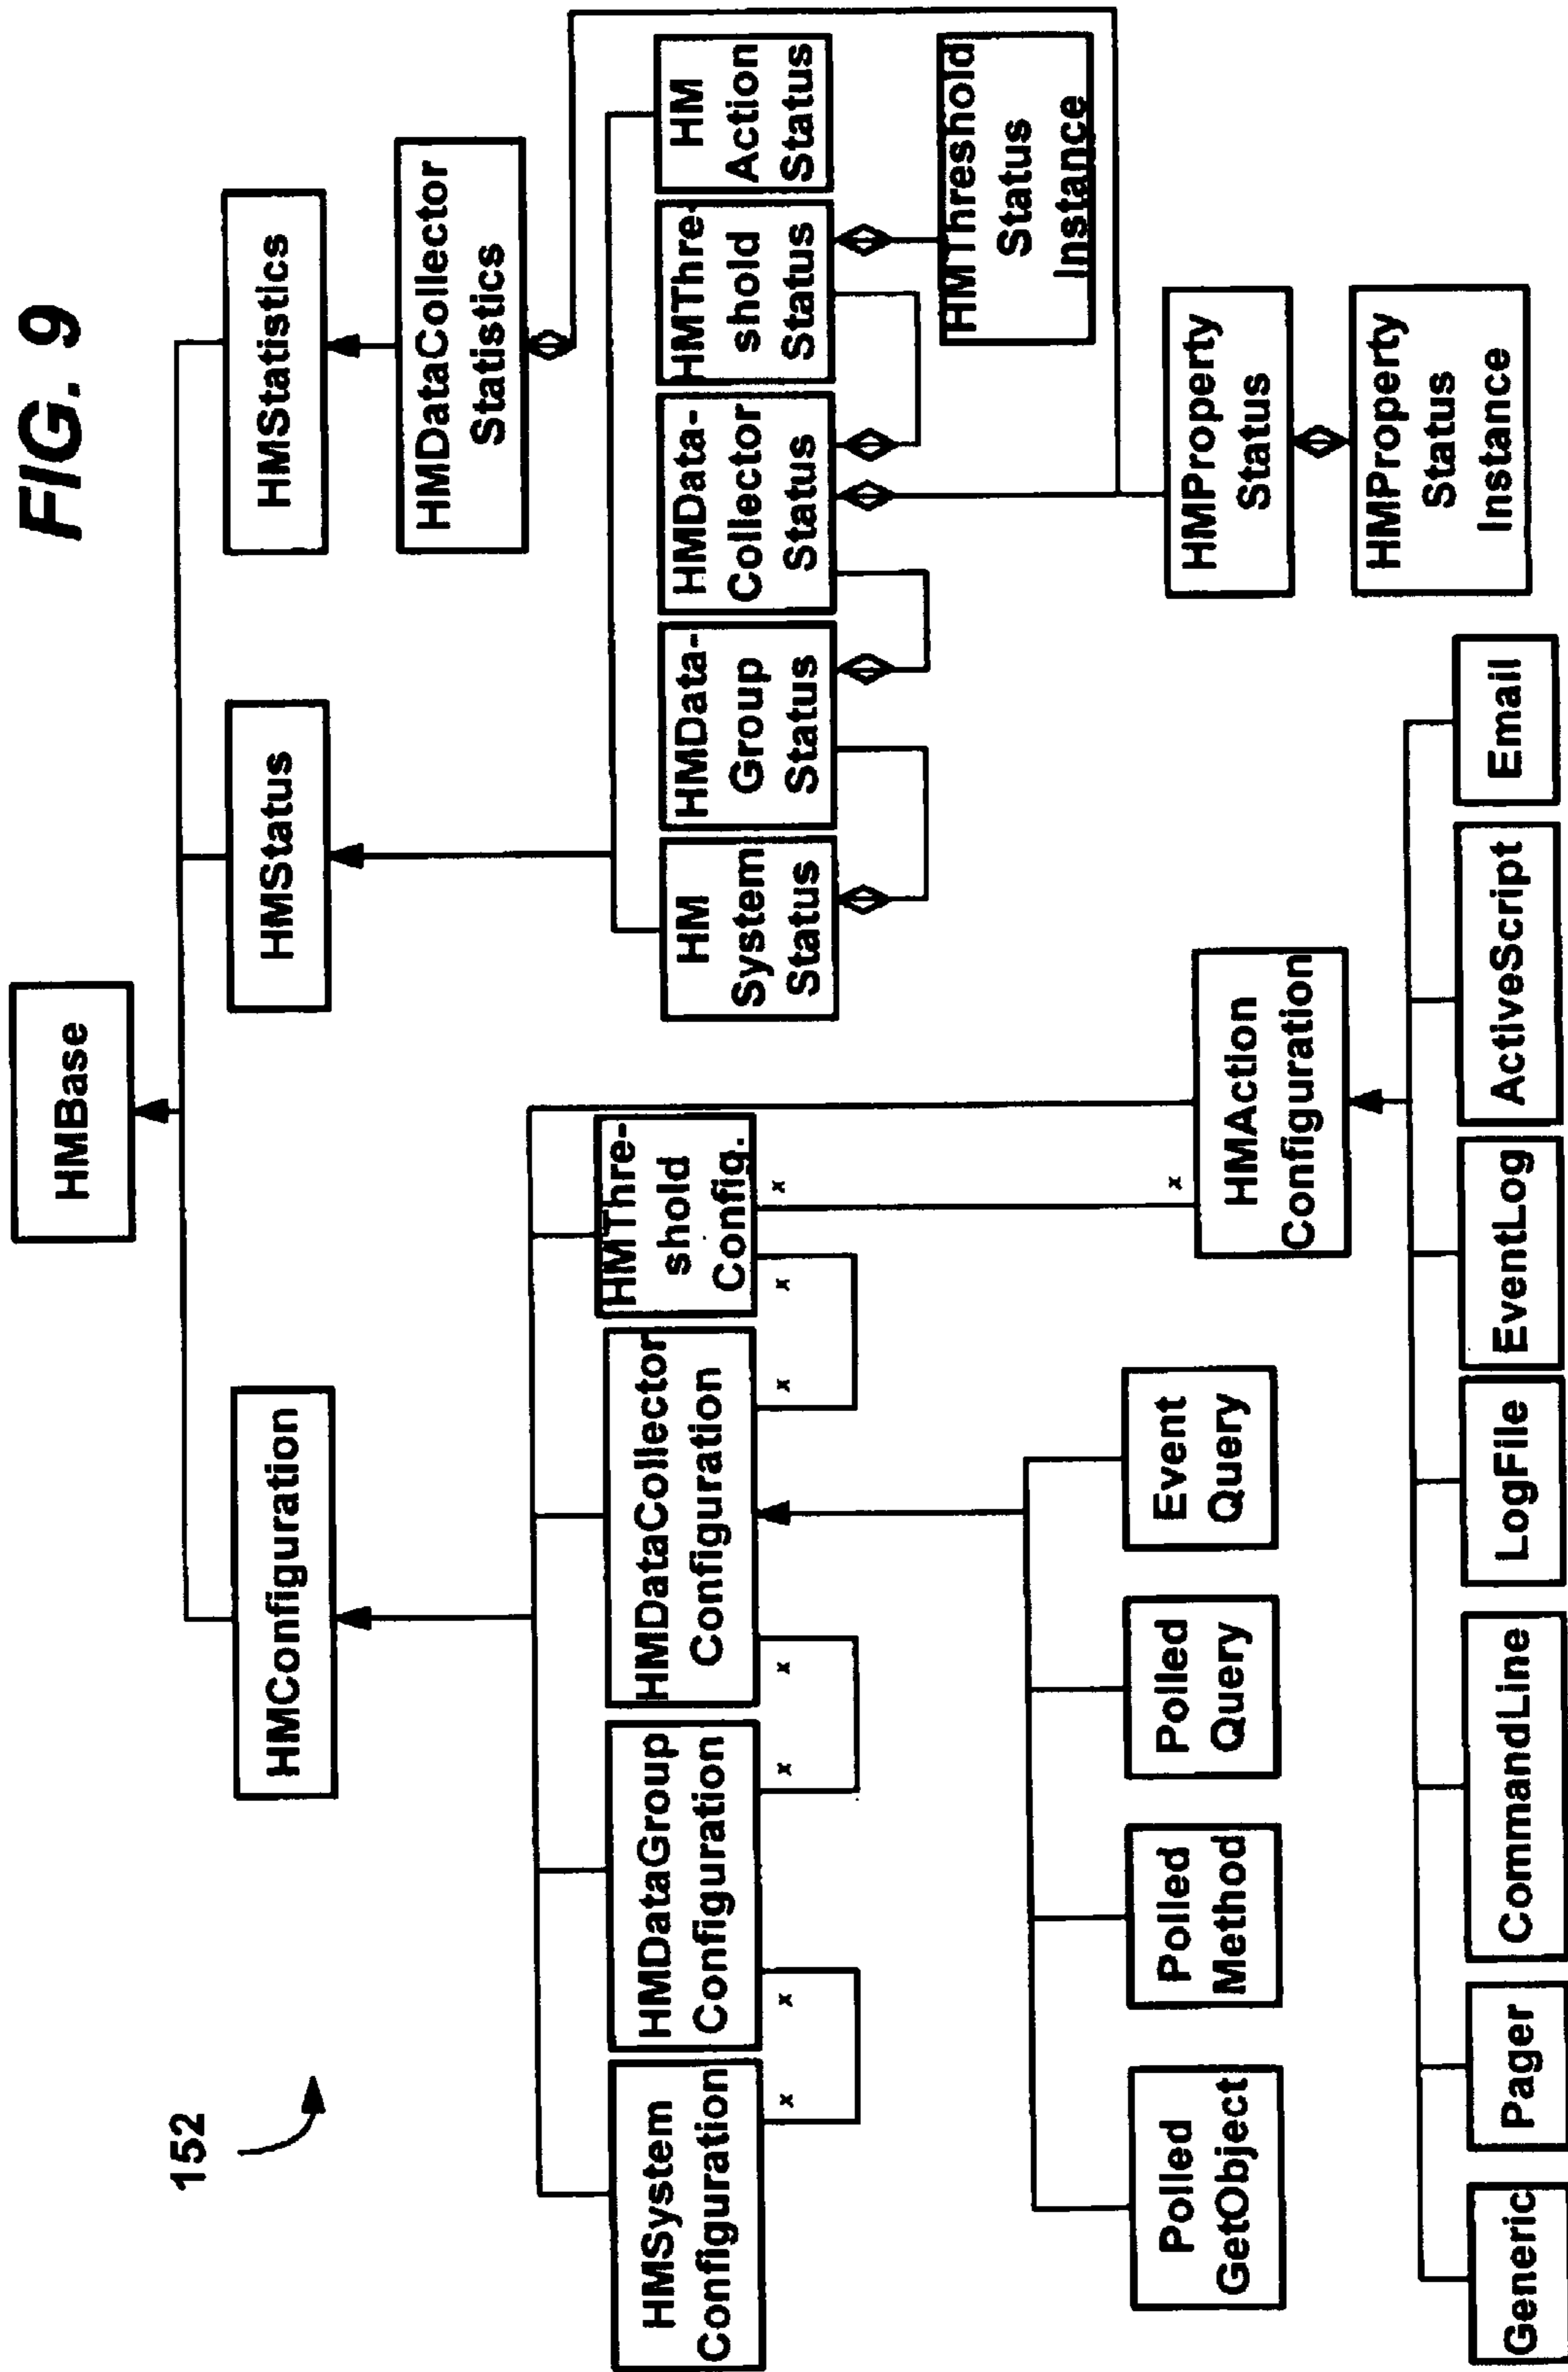 FIG. 9
152
HMBase
HMConfiguration
HMStatus
HMStatistics
HMDataCollector
Statistics
HMSystem
Configuration
HMDataGroup
Configuration
HMDataCollector
Configuration
HMThre-
shold
Config.
x
x
x
x
x
x
x
x
HM
System
Status
HMData-
Group
Status
HMData-
Collector
Status
HMThre-
shold
Status
HM
Action
Status
HMThreshold
Status
Instance
Polled
GetObject
Polled
Method
Polled
Query
Event
Query
HMAction
Configuration
HMProperty
Status
HMProperty
Status
Instance
Generic
Pager
CommandLine
LogFile
EventLog
ActiveScript
Email